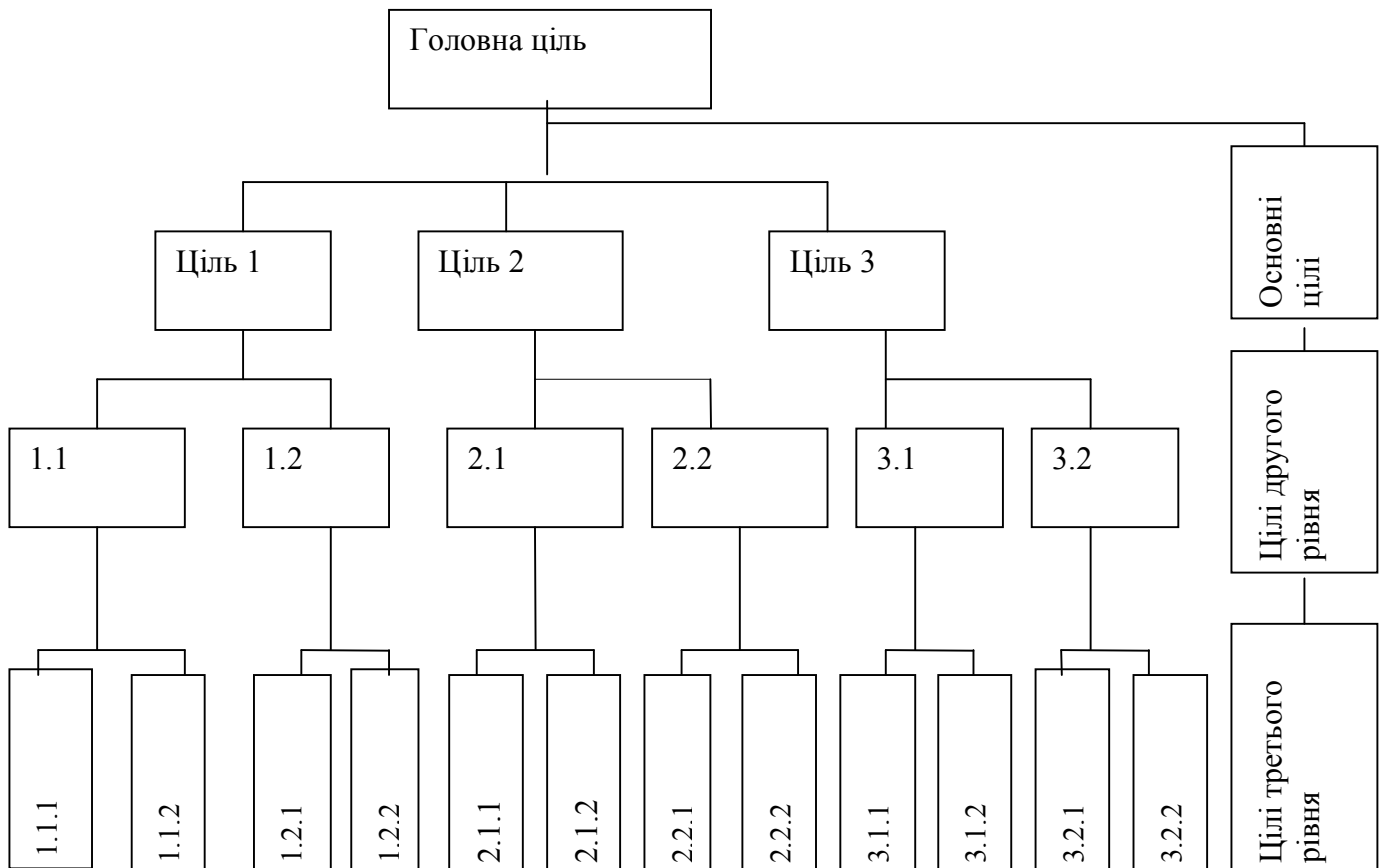 Головна ціль
Ціль 1
Ціль 2
Ціль 3
Основні
цілі
1.1
1.2
2.1
2.2
3.1
3.2
Цілі другого
рівня
1.1.1
1.1.2
1.2.1
1.2.2
2.1.1
2.1.2
2.2.1
2.2.2
3.1.1
3.1.2
3.2.1
3.2.2
Цілі третього
рівня